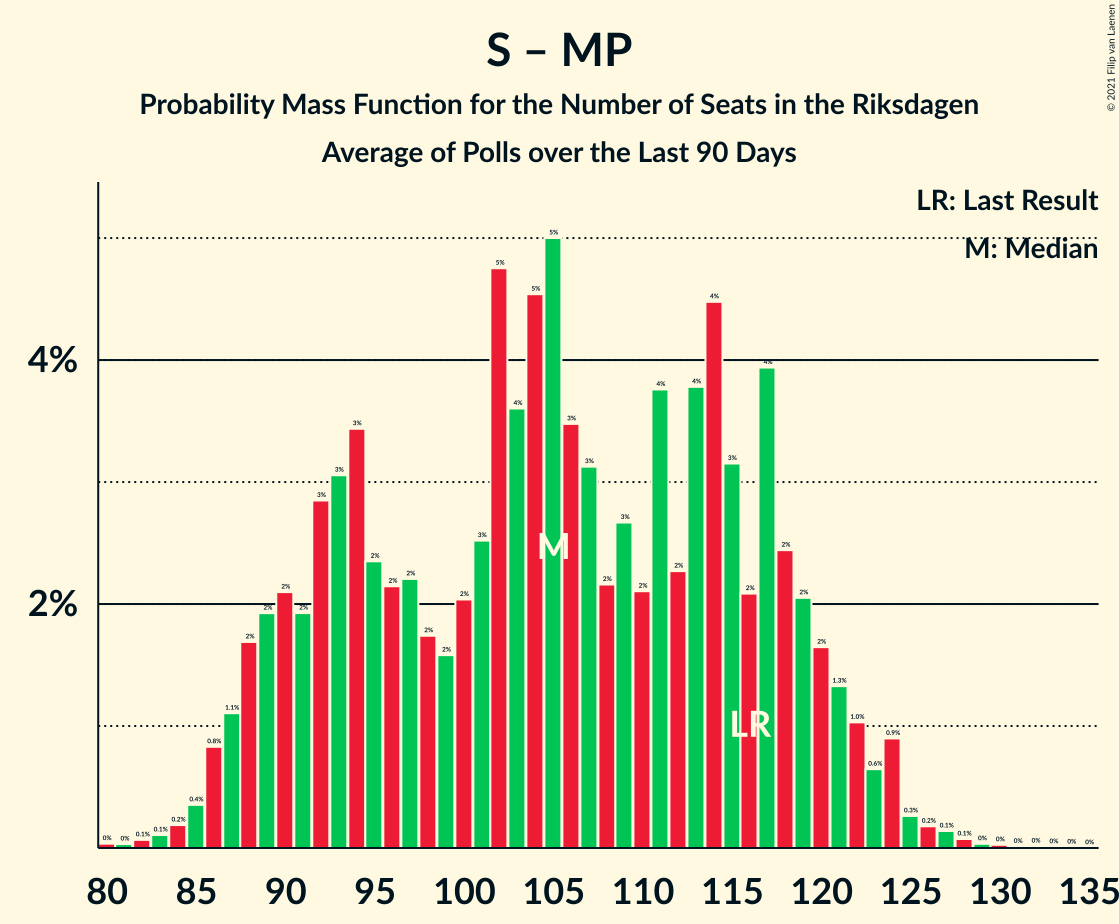 S – MP
Probability Mass Function for the Number of Seats in the Riksdagen
Average of Polls over the Last 90 Days
© 2021 Filip van Laenen
LR: Last Result
M: Median
4%
2%
0% 0% 0.1% 0.1% 0.2% 0.4% 0.8% 1.1% 2% 2% 2% 2% 3% 3% 3% 2% 2% 2% 2% 2% 2% 3% 5% 4% 5% 5% 3% 3% 2% 3% 2% 4% 2% 4% 4% 3% 2% 4% 2% 2% 2% 1.3% 1.0% 0.6% 0.9% 0.3% 0.2% 0.1% 0.1% 0% 0% 0% 0% 0% 0% 0%
M
LR
80 85 90 95 100 105 110 115 120 125 130 135